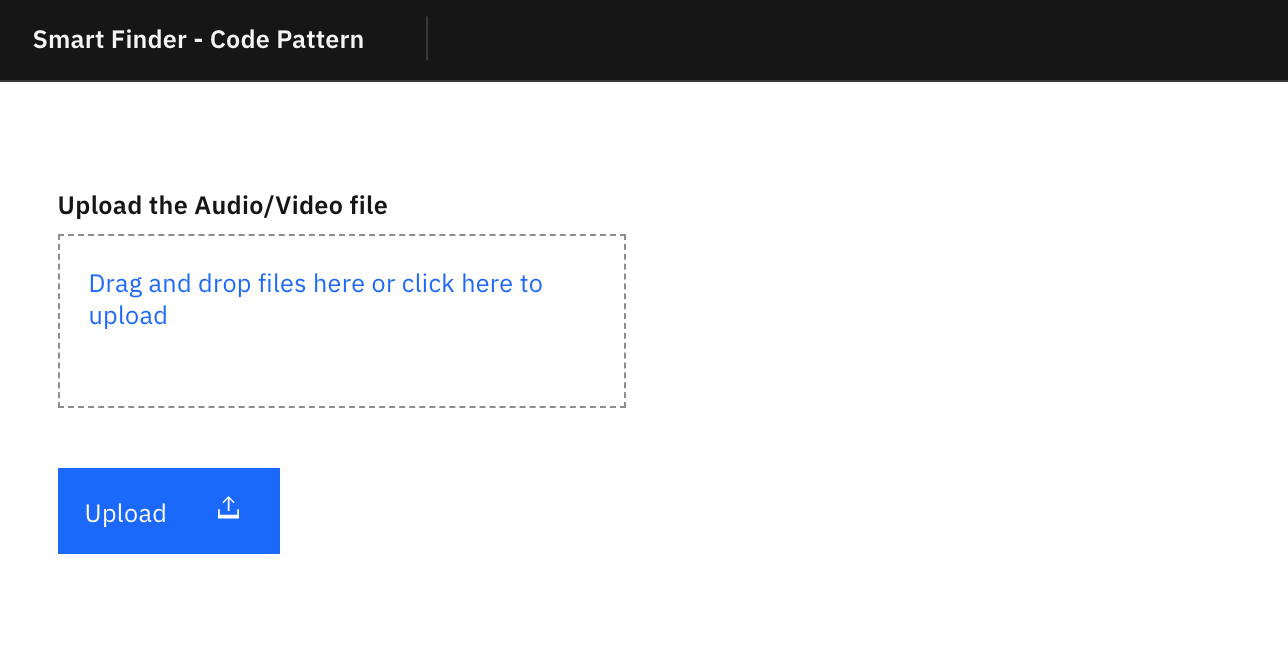 Smart Finder - Code Pattern
Upload the Audio/Video file
Drag and drop files here or click here to
upload
Upload